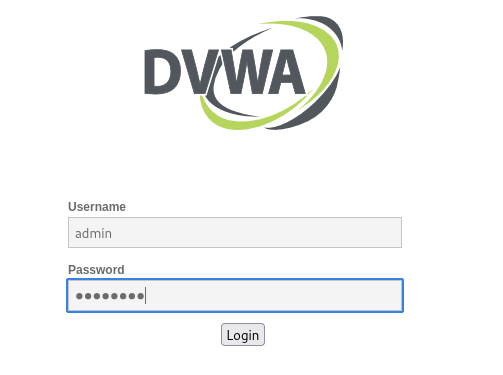 DVWA
Username
admin
Password
••••••••
Login